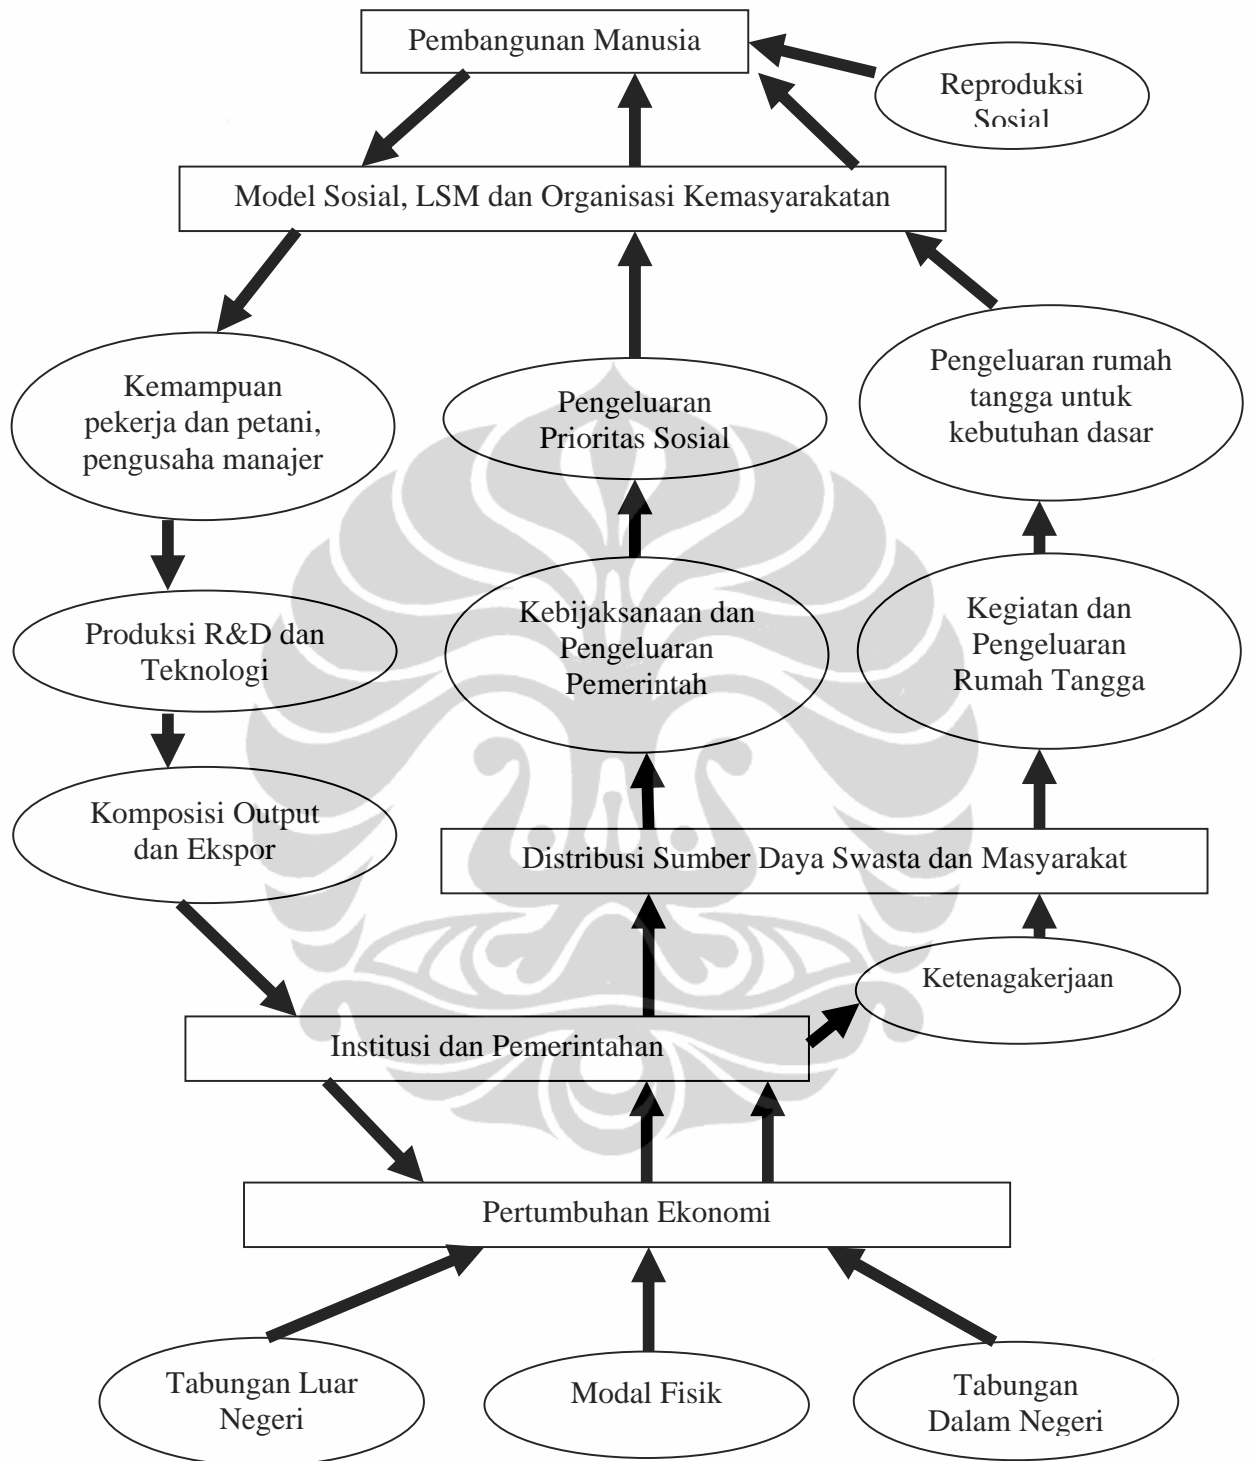 Pembangunan Manusia
Reproduksi
Sosial
Model Sosial, LSM dan Organisasi Kemasyarakatan
Kemampuan
pekerja dan petani,
pengusaha manajer
Pengeluaran
Prioritas Sosial
Pengeluaran rumah
tangga untuk
kebutuhan dasar
Produksi R&D dan
Teknologi
Kebijaksanaan dan
Pengeluaran
Pemerintah
Kegiatan dan
Pengeluaran
Rumah Tangga
Komposisi Output
dan Ekspor
Distribusi Sumber Daya Swasta dan Masyarakat
Ketenagakerjaan
Institusi dan Pemerintahan
Pertumbuhan Ekonomi
Tabungan Luar
Negeri
Modal Fisik
Tabungan
Dalam Negeri